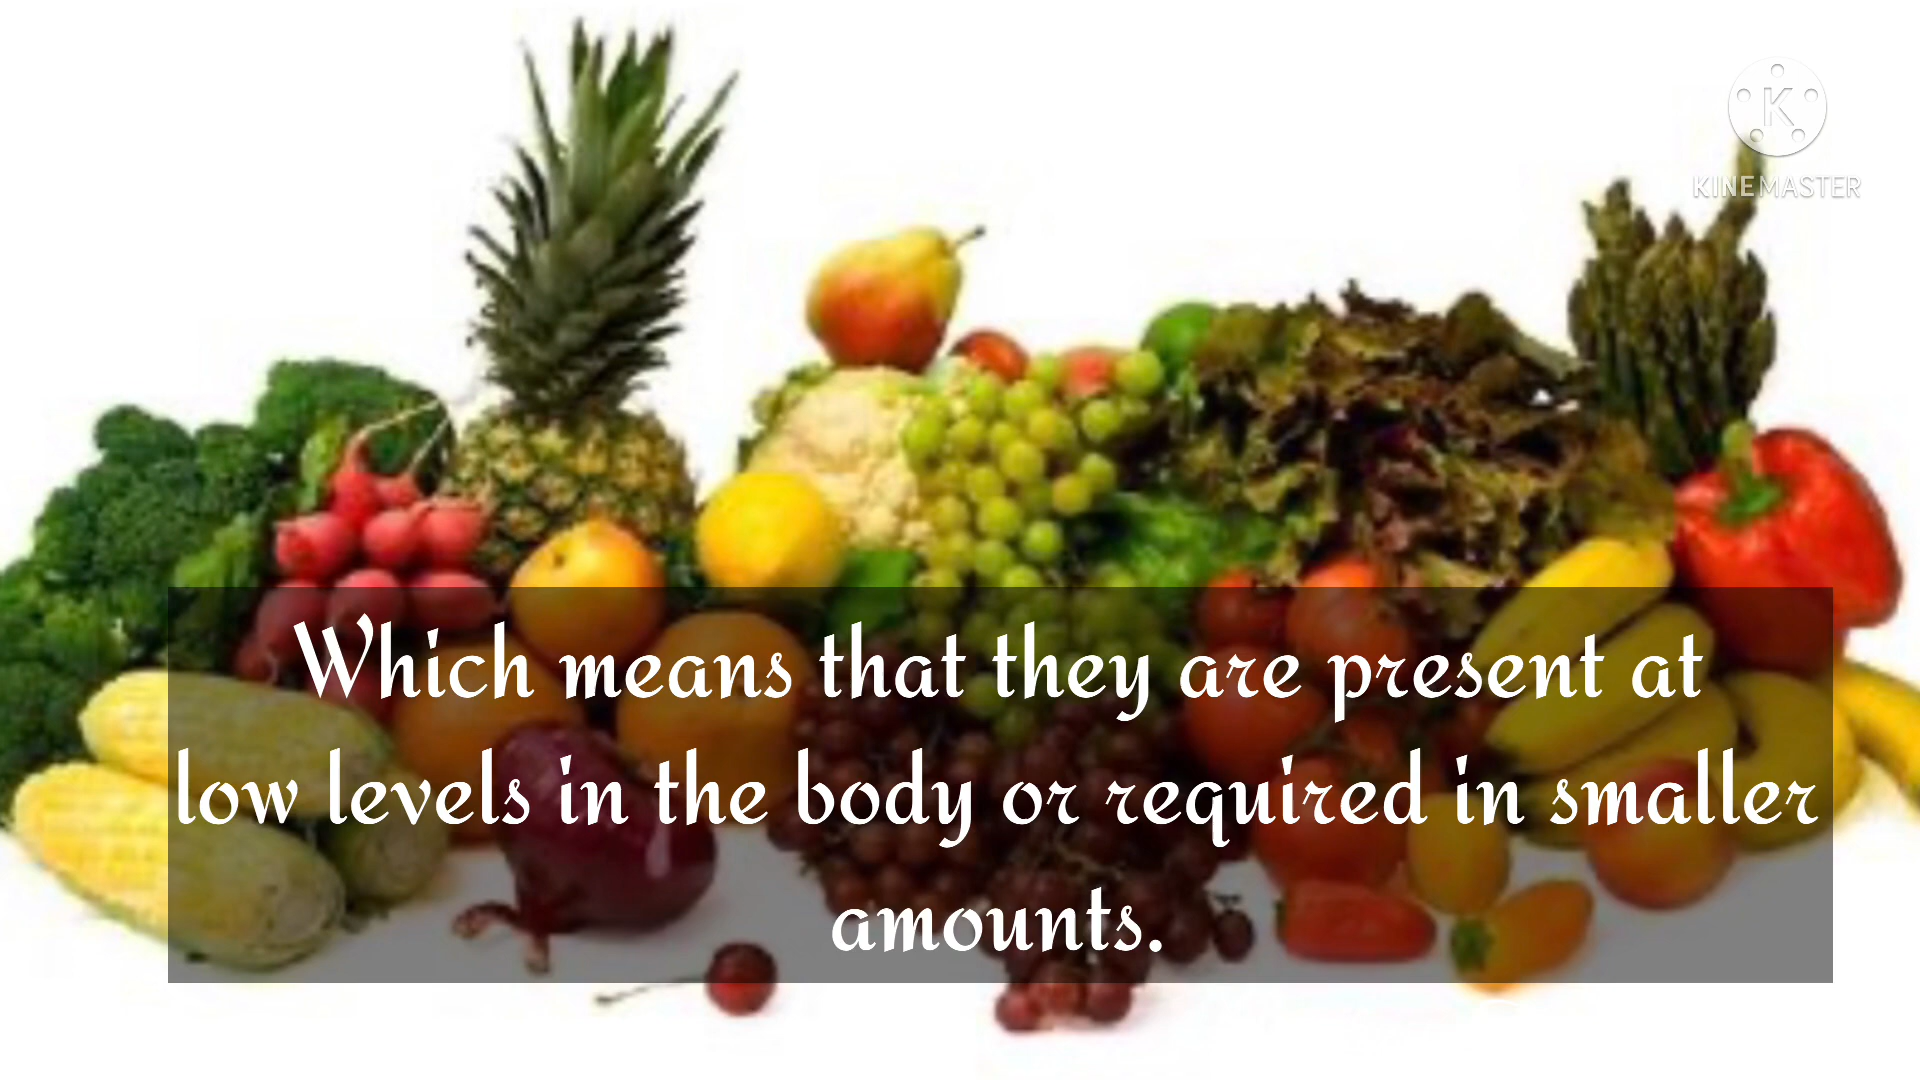 K
KINEMASTER
Which means that they are present at
low levels in the body or required in smaller
amounts.